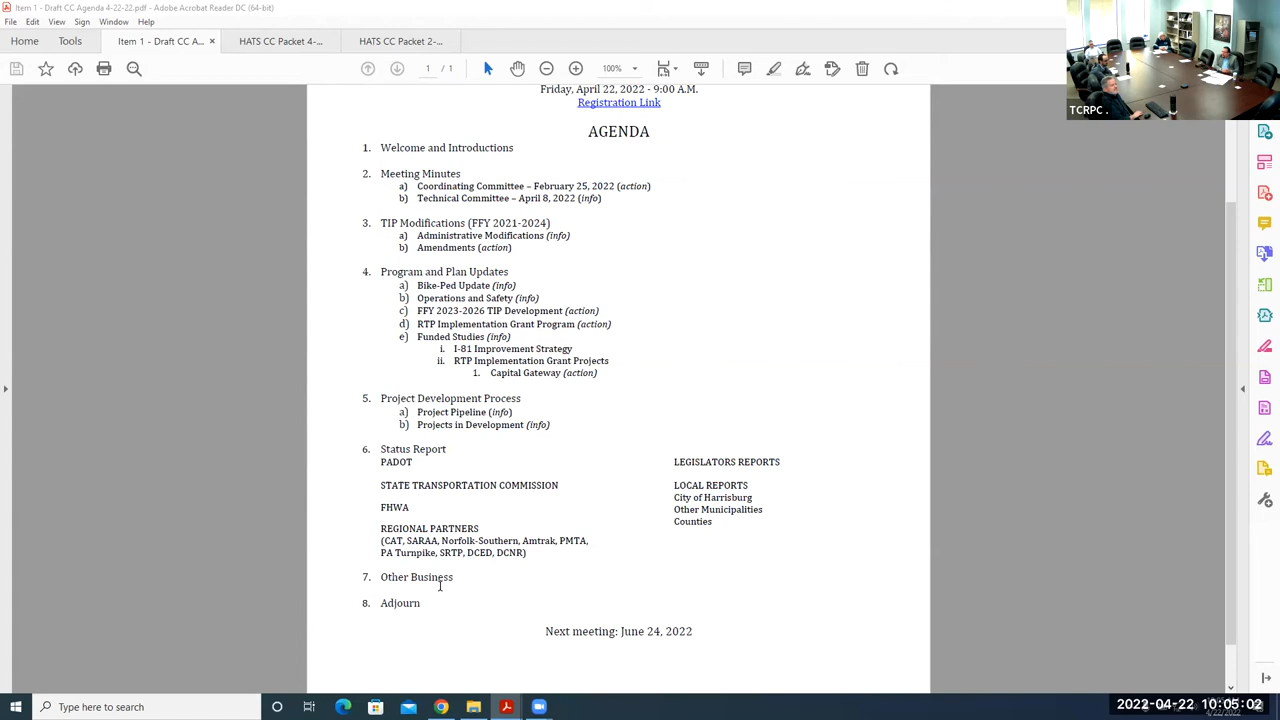 Item 1 - Draft CC Agenda 4-22-22.pdf - Adobe Acrobat Reader DC (64-bit)
File Edit View Sign Window Help
Home Tools Item 1 - Draft CC A... × HATS CC Packet 4-... HATS CC Packet 2-...
1 / 1 100%
Friday, April 22, 2022 - 9:00 A.M.
Registration Link
AGENDA
1. Welcome and Introductions
2. Meeting Minutes
a) Coordinating Committee – February 25, 2022 (action)
b) Technical Committee – April 8, 2022 (info)
3. TIP Modifications (FFY 2021-2024)
a) Administrative Modifications (info)
b) Amendments (action)
4. Program and Plan Updates
a) Bike-Ped Update (info)
b) Operations and Safety (info)
c) FFY 2023-2026 TIP Development (action)
d) RTP Implementation Grant Program (action)
e) Funded Studies (info)
i. I-81 Improvement Strategy
ii. RTP Implementation Grant Projects
1. Capital Gateway (action)
5. Project Development Process
a) Project Pipeline (info)
b) Projects in Development (info)
6. Status Report
PADOT
STATE TRANSPORTATION COMMISSION
FHWA
REGIONAL PARTNERS
(CAT, SARAA, Norfolk-Southern, Amtrak, PMTA,
PA Turnpike, SRTP, DCED, DCNR)
LEGISLATORS REPORTS
LOCAL REPORTS
City of Harrisburg
Other Municipalities
Counties
7. Other Business
8. Adjourn
Next meeting: June 24, 2022
TCRPC .
Type here to search
2022-04-22 10:05:02